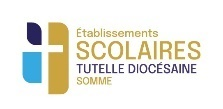 Établissements
SCOLAIRES
TUTELLE DIOCÉSAINE
SOMME